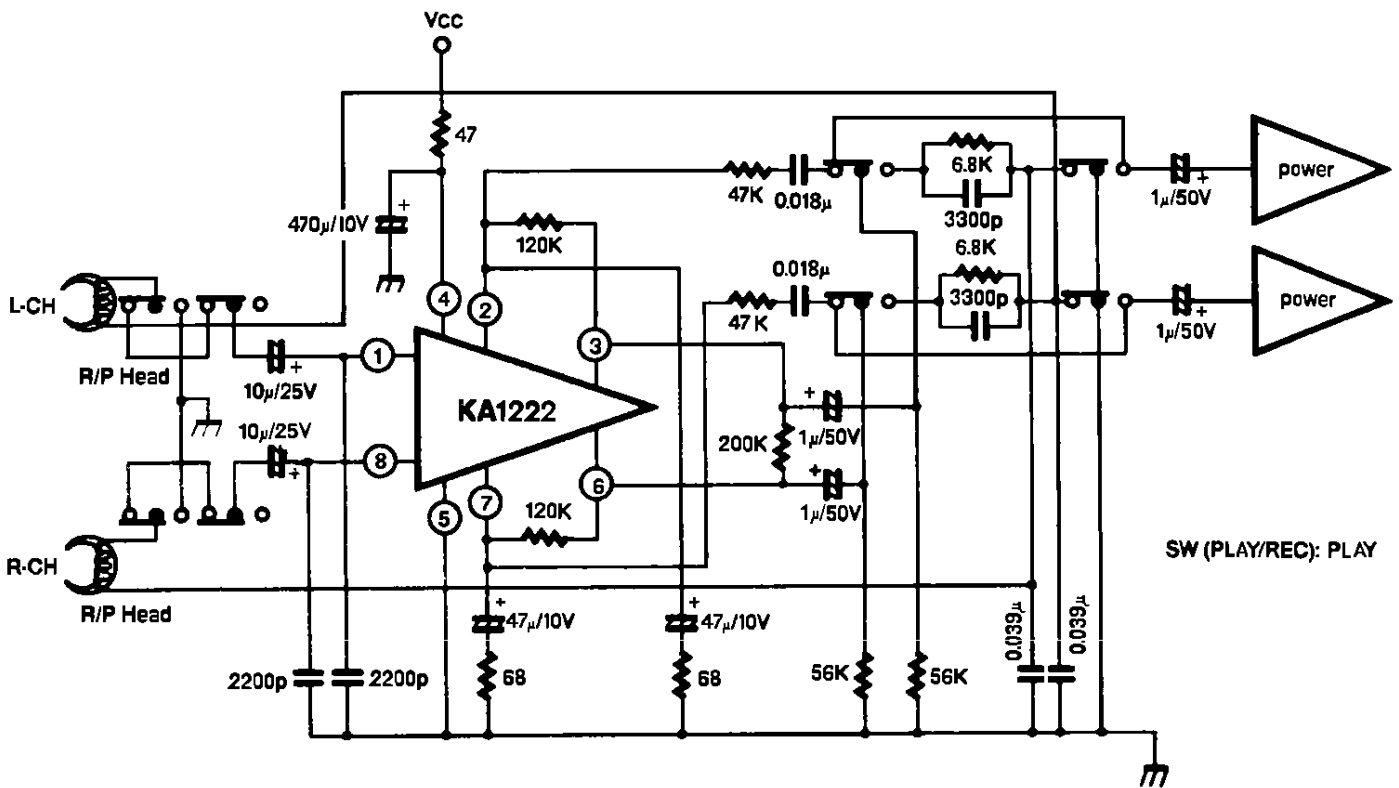 Vcc
47
470μ/10V
120K
47K
0.018μ
6.8K
3300p
1μ/50V
power
6.8K
3300p
0.018μ
47K
1μ/50V
power
L-CH
R/P Head
10μ/25V
4
2
1
3
KA1222
10μ/25V
8
7
6
5
120K
200K
1μ/50V
1μ/50V
R-CH
R/P Head
SW (PLAY/REC): PLAY
47μ/10V
47μ/10V
2200p
2200p
68
68
56K
56K
0.039μ
0.039μ
+
+
+
+
+
+
+
+
+